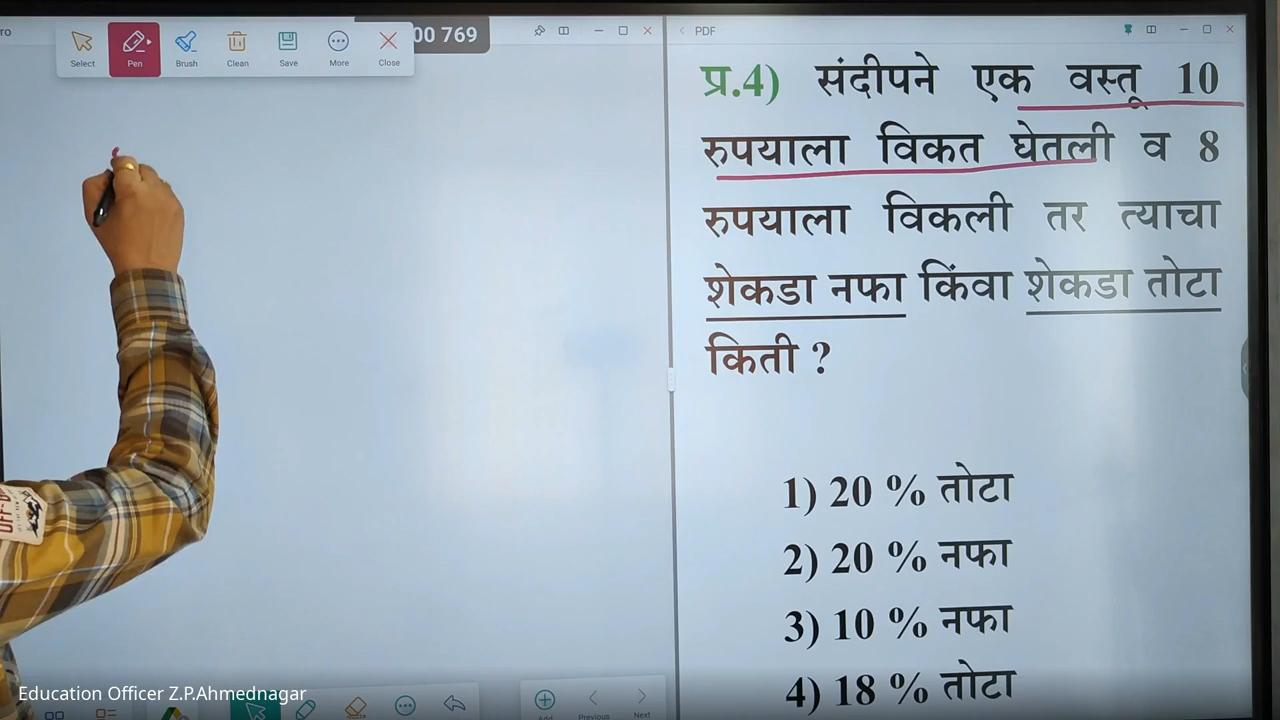 ro
00 769
PDF
Select
Pen
Brush
Clean
Save
More
Close
प्र.4) संदीपने एक वस्तू 10
रुपयाला विकत घेतली व 8
रुपयाला विकली तर त्याचा
शेकडा नफा किंवा शेकडा तोटा
किती ?
1) 20 % तोटा
2) 20 % नफा
3) 10 % नफा
4) 18 % तोटा
Education Officer Z.P.Ahmednagar
Add
Previous
Next